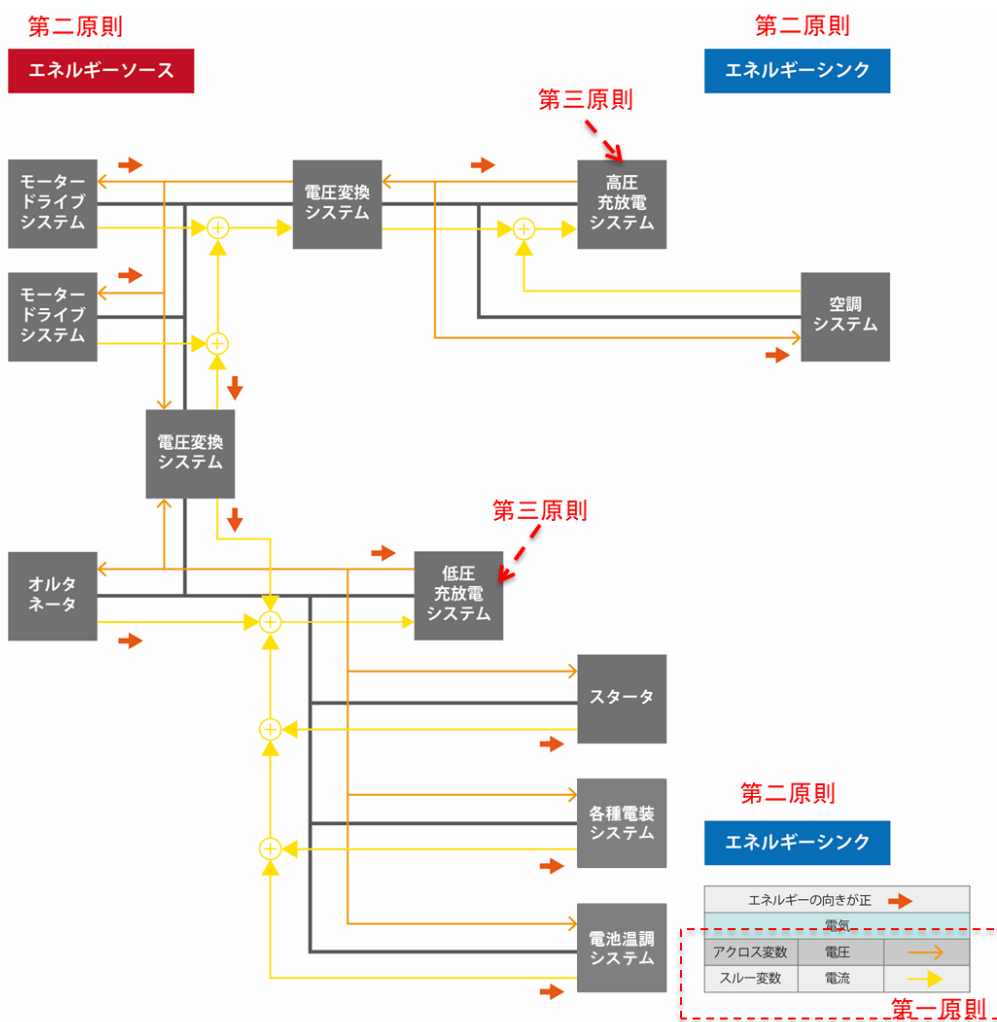 第二原則
エネルギーソース
第二原則
エネルギーシンク
第三原則
モーター
ドライブ
システム
電圧変換
システム
高圧
充放電
システム
モーター
ドライブ
システム
空調
システム
電圧変換
システム
第三原則
オルタ
ネータ
低圧
充放電
システム
スタータ
各種電装
システム
第二原則
エネルギーシンク
電池温調
システム
エネルギーの向きが正
電気
アクロス変数 電圧
スルー変数 電流
第一原則